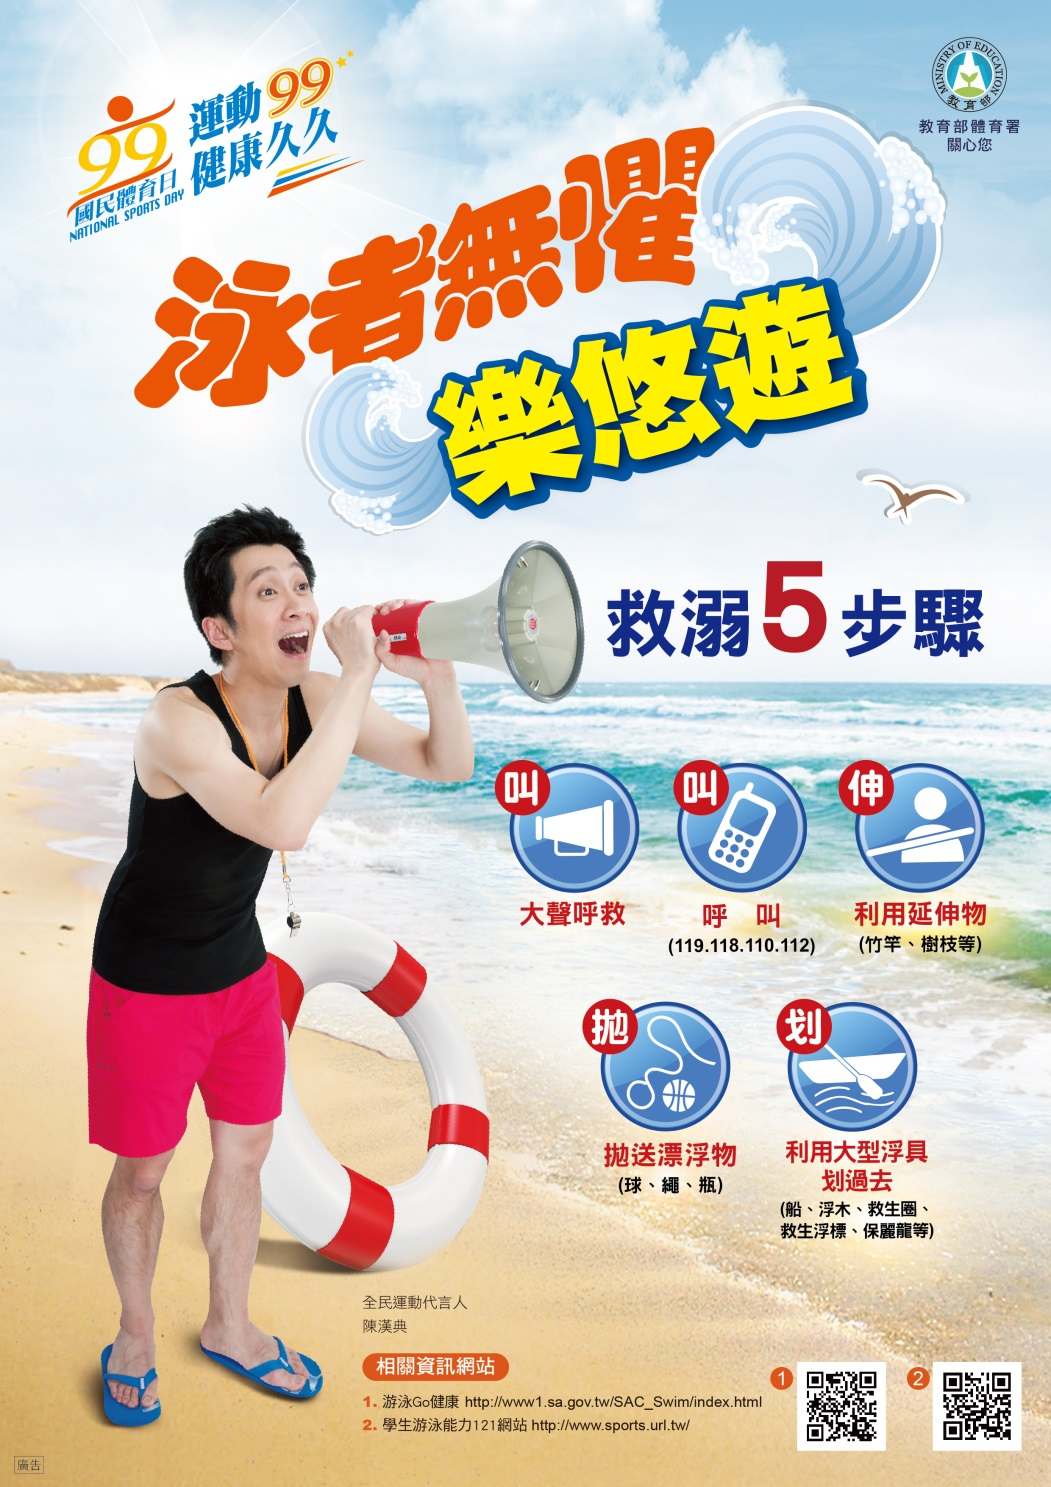 運動99
健康久久
99
國民體育日
NATIONAL SPORTS DAY
MINISTRY OF EDUCATION
教育部
教育部體育署
關心您
泳者無懼
樂悠遊
救溺5步驟
叫
大聲呼救
叫
呼 叫
(119.118.110.112)
伸
利用延伸物
(竹竿、樹枝等)
拋
拋送漂浮物
(球、繩、瓶)
划
利用大型浮具
划過去
(船、浮木、救生圈、
救生浮標、保麗龍等)
全民運動代言人
陳漢典
相關資訊網站
1. 游泳Go健康 http://www1.sa.gov.tw/SAC_Swim/index.html
2. 學生游泳能力121網站 http://www.sports.url.tw/
1
2
廣告